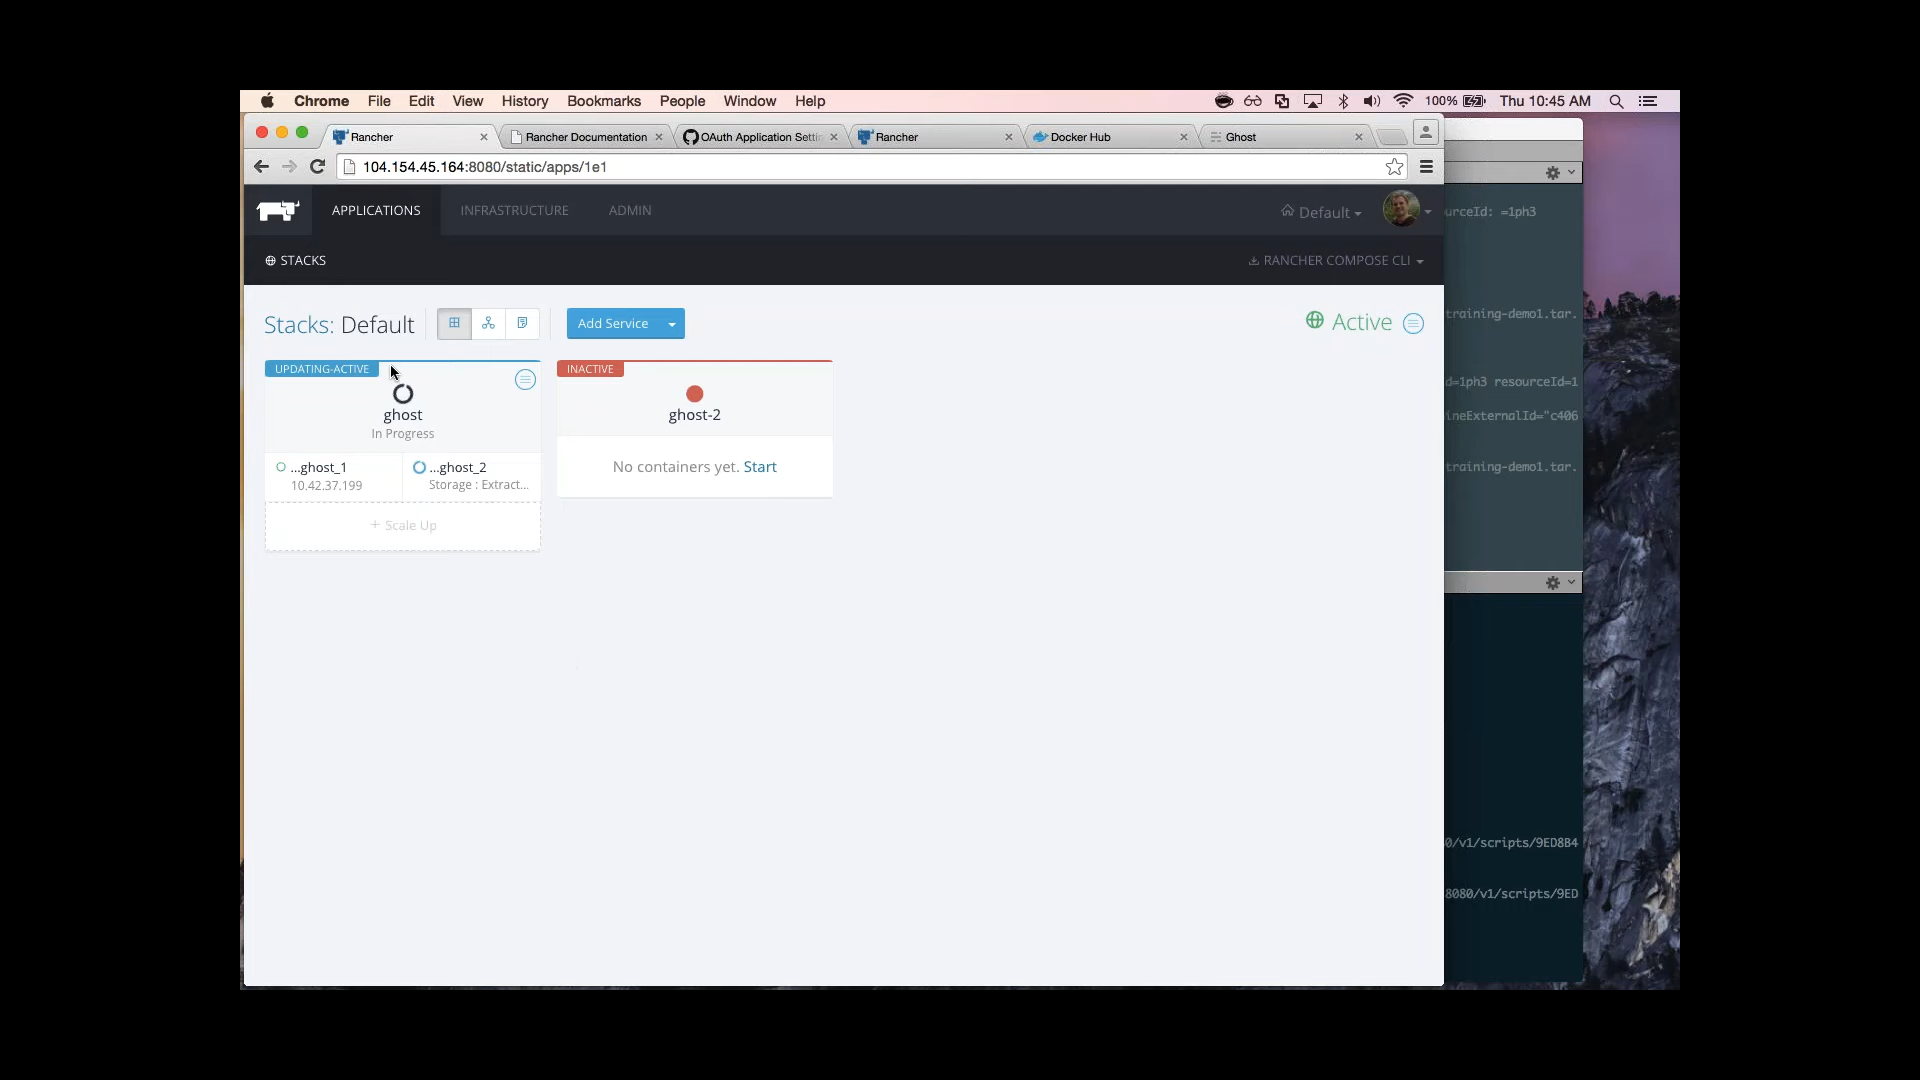 Chrome File Edit View History Bookmarks People Window Help 100% Thu 10:45 AM
Rancher Rancher Documentation OAuth Application Settin Rancher Docker Hub Ghost
104.154.45.164:8080/static/apps/1e1
APPLICATIONS INFRASTRUCTURE ADMIN Default
urceId: =1ph3
STACKS RANCHER COMPOSE CLI
training-demo1.tar.
Stacks: Default Add Service Active
UPDATING-ACTIVE INACTIVE
d=1ph3 resourceId=1
ghost ghost-2
ineExternalId="c406
In Progress
...ghost_1 ...ghost_2 No containers yet. Start
training-demo1.tar.
10.42.37.199 Storage : Extract...
+ Scale Up
0/v1/scripts/9ED8B4
8080/v1/scripts/9ED